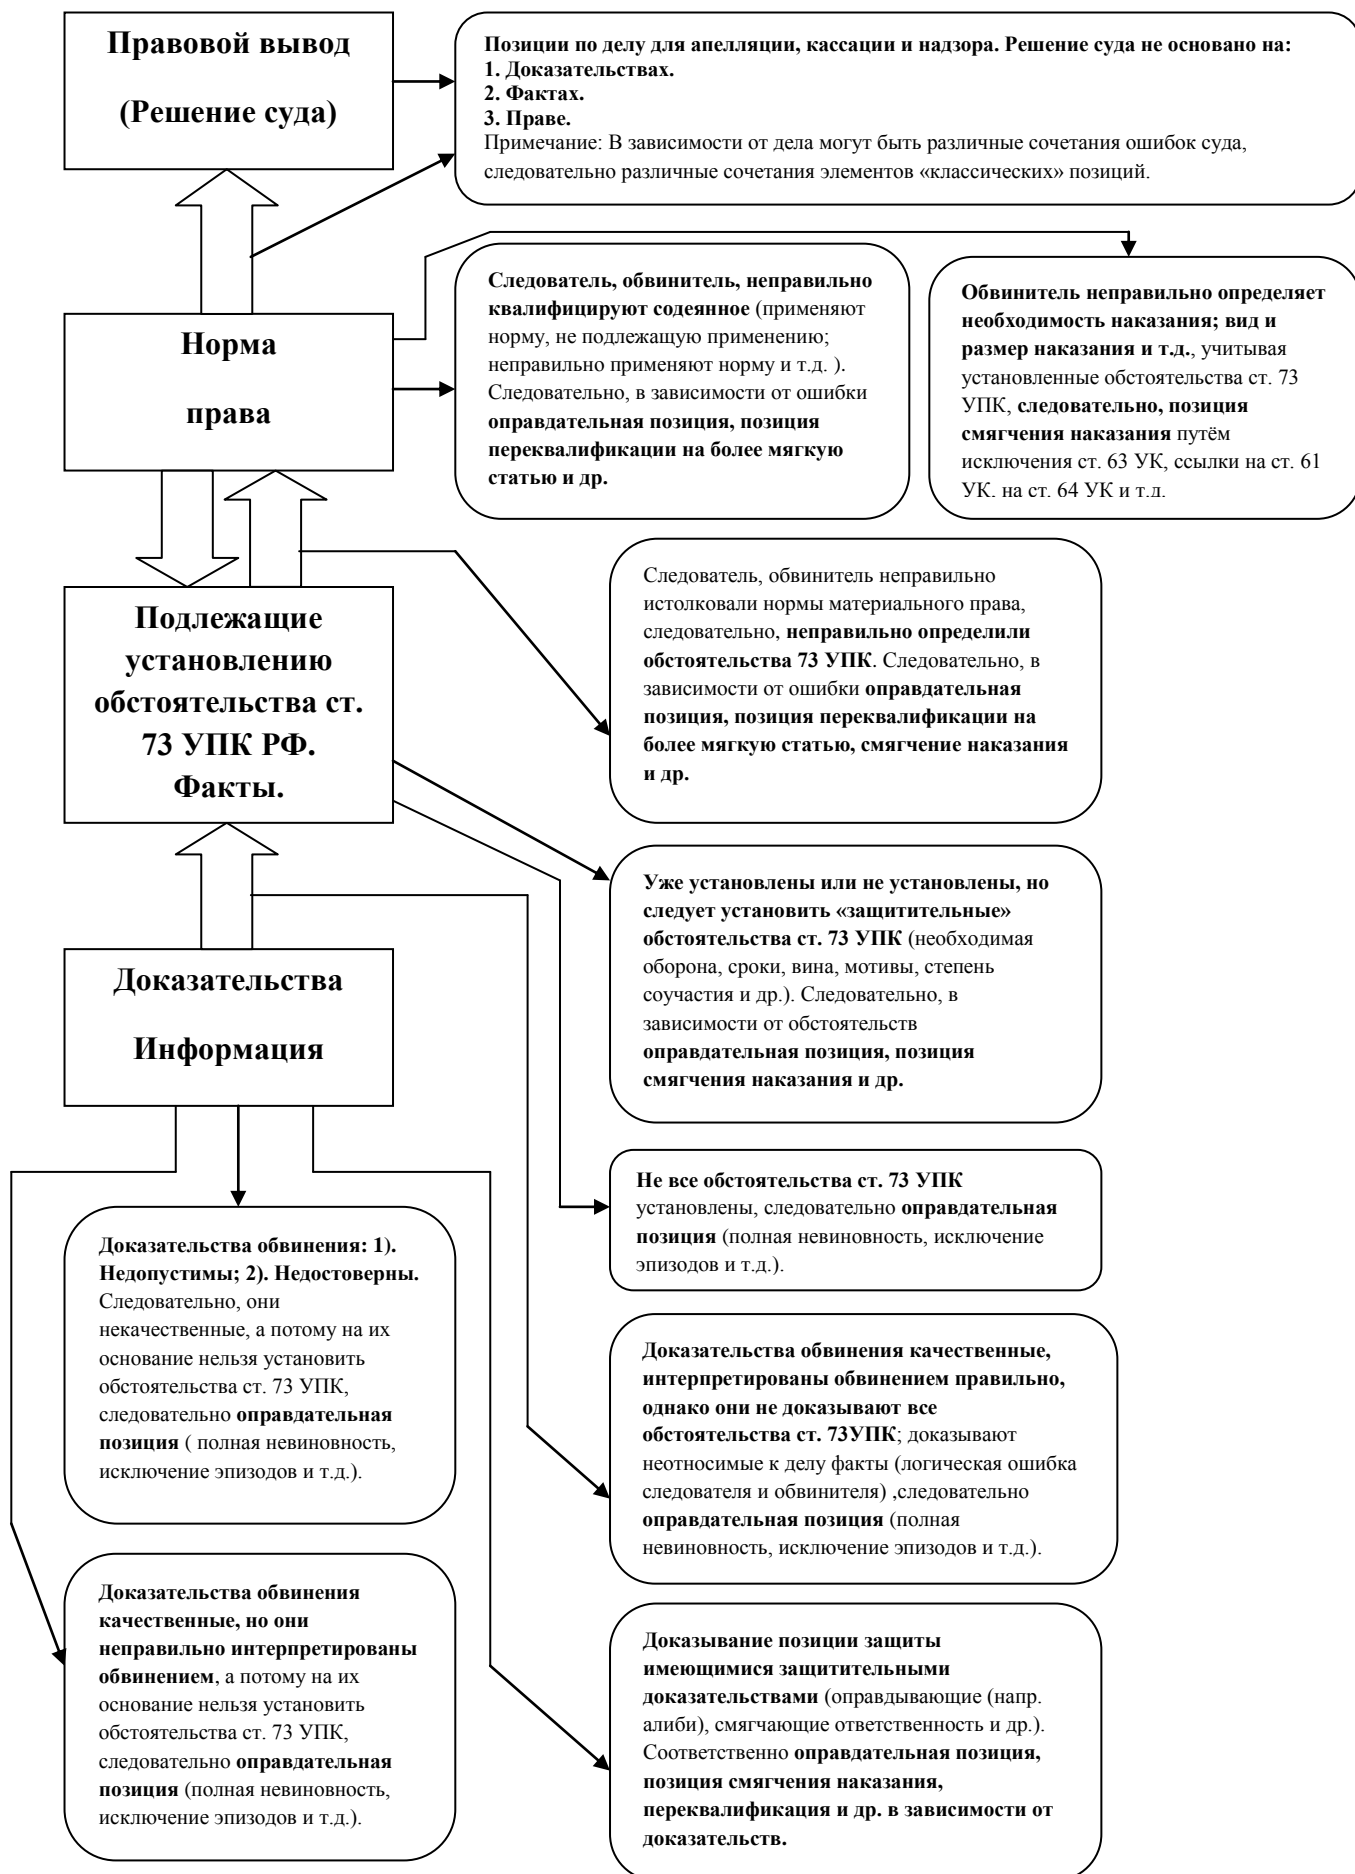 Правовой вывод
(Решение суда)
Позиции по делу для апелляции, кассации и надзора. Решение суда не основано на:
1. Доказательствах.
2. Фактах.
3. Праве.
Примечание: В зависимости от дела могут быть различные сочетания ошибок суда,
следовательно различные сочетания элементов «классических» позиций.
Норма
права
Следователь, обвинитель, неправильно
квалифицируют содеянное (применяют
норму, не подлежащую применению;
неправильно применяют норму и т.д. ).
Следовательно, в зависимости от ошибки
оправдательная позиция, позиция
переквалификации на более мягкую
статью и др.
Обвинитель неправильно определяет
необходимость наказания; вид и
размер наказания и т.д., учитывая
установленные обстоятельства ст. 73
УПК, следовательно, позиция
смягчения наказания путём
исключения ст. 63 УК, ссылки на ст. 61
УК, на ст. 64 УК и т.д.
Подлежащие
установлению
обстоятельства ст.
73 УПК РФ.
Факты.
Следователь, обвинитель неправильно
истолковали нормы материального права,
следовательно, неправильно определили
обстоятельства 73 УПК. Следовательно, в
зависимости от ошибки оправдательная
позиция, позиция переквалификации на
более мягкую статью, смягчение наказания
и др.
Уже установлены или не установлены, но
следует установить «защитительные»
обстоятельства ст. 73 УПК (необходимая
оборона, сроки, вина, мотивы, степень
соучастия и др.). Следовательно, в
зависимости от обстоятельств
оправдательная позиция, позиция
смягчения наказания и др.
Доказательства
Информация
Не все обстоятельства ст. 73 УПК
установлены, следовательно оправдательная
позиция (полная невиновность, исключение
эпизодов и т.д.).
Доказательства обвинения: 1).
Недопустимы; 2). Недостоверны.
Следовательно, они
некачественные, а потому на их
основание нельзя установить
обстоятельства ст. 73 УПК,
следовательно оправдательная
позиция ( полная невиновность,
исключение эпизодов и т.д.).
Доказательства обвинения качественные,
интерпретированы обвинением правильно,
однако они не доказывают все
обстоятельства ст. 73УПК; доказывают
неотносимые к делу факты (логическая ошибка
следователя и обвинителя) ,следовательно
оправдательная позиция (полная
невиновность, исключение эпизодов и т.д.).
Доказательства обвинения
качественные, но они
неправильно интерпретированы
обвинением, а потому на их
основание нельзя установить
обстоятельства ст. 73 УПК,
следовательно оправдательная
позиция (полная невиновность,
исключение эпизодов и т.д.).
Доказывание позиции защиты
имеющимися защитительными
доказательствами (оправдывающие (напр.
алиби), смягчающие ответственность и др.).
Соответственно оправдательная позиция,
позиция смягчения наказания,
переквалификация и др. в зависимости от
доказательств.